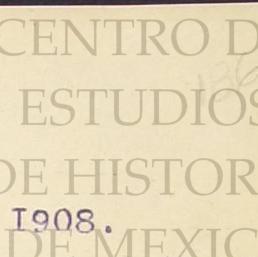 CENTRO D
ESTUDIOS
DE HISTOR
I908.
DE MEXIC